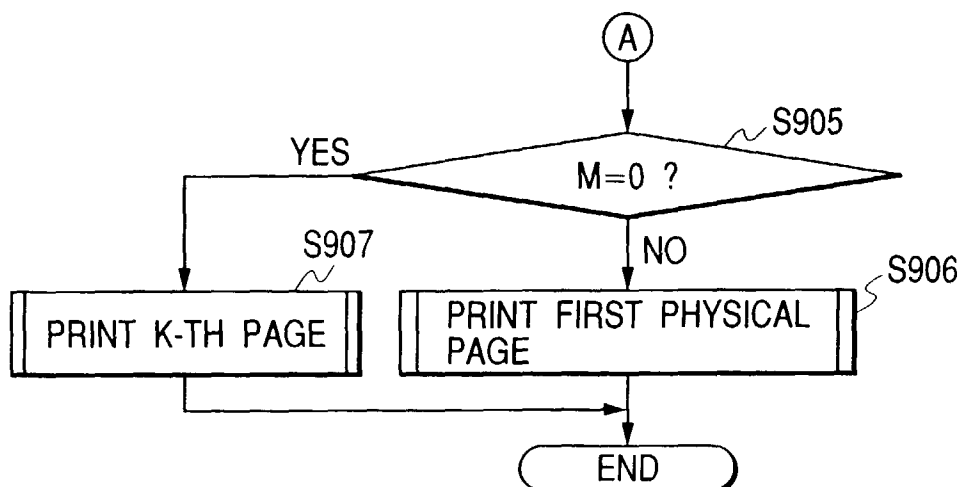 A
S905
YES
M=0 ?
S907
NO
S906
PRINT K-TH PAGE
PRINT FIRST PHYSICAL
PAGE
END